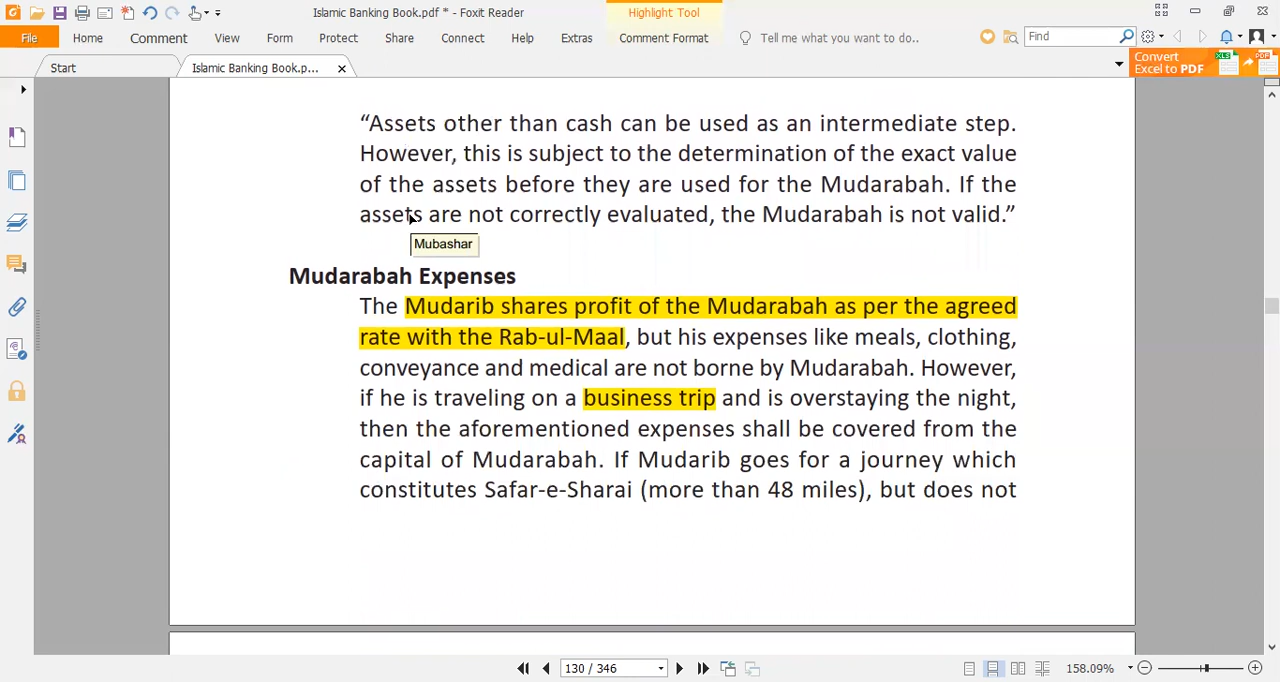 Islamic Banking Book.pdf * - Foxit Reader
Highlight Tool
File Home Comment View Form Protect Share Connect Help Extras Comment Format Tell me what you want to do.. Find
Start
Islamic Banking Book.p...
Convert
Excel to PDF
“Assets other than cash can be used as an intermediate step.
However, this is subject to the determination of the exact value
of the assets before they are used for the Mudarabah. If the
assets are not correctly evaluated, the Mudarabah is not valid.”
Mubashar
Mudarabah Expenses
The Mudarib shares profit of the Mudarabah as per the agreed
rate with the Rab-ul-Maal, but his expenses like meals, clothing,
conveyance and medical are not borne by Mudarabah. However,
if he is traveling on a business trip and is overstaying the night,
then the aforementioned expenses shall be covered from the
capital of Mudarabah. If Mudarib goes for a journey which
constitutes Safar-e-Sharai (more than 48 miles), but does not
130 / 346
158.09%